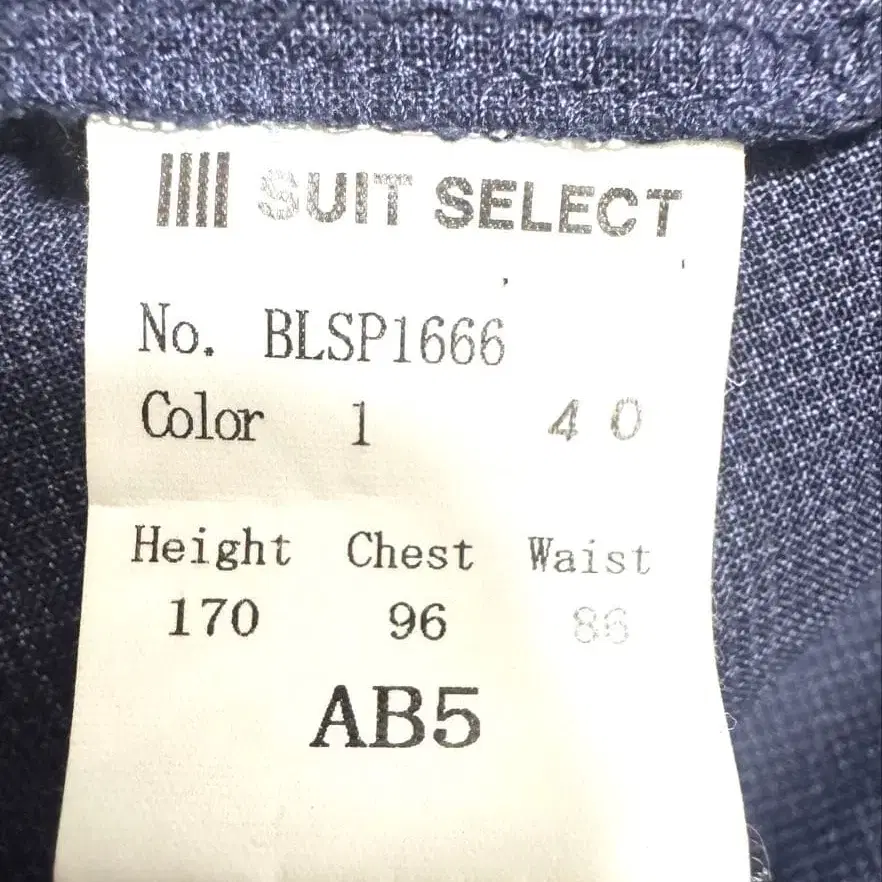 SUIT SELECT
No. BLSP1666
Color 1 40
Height Chest Waist
170 96 86
AB5